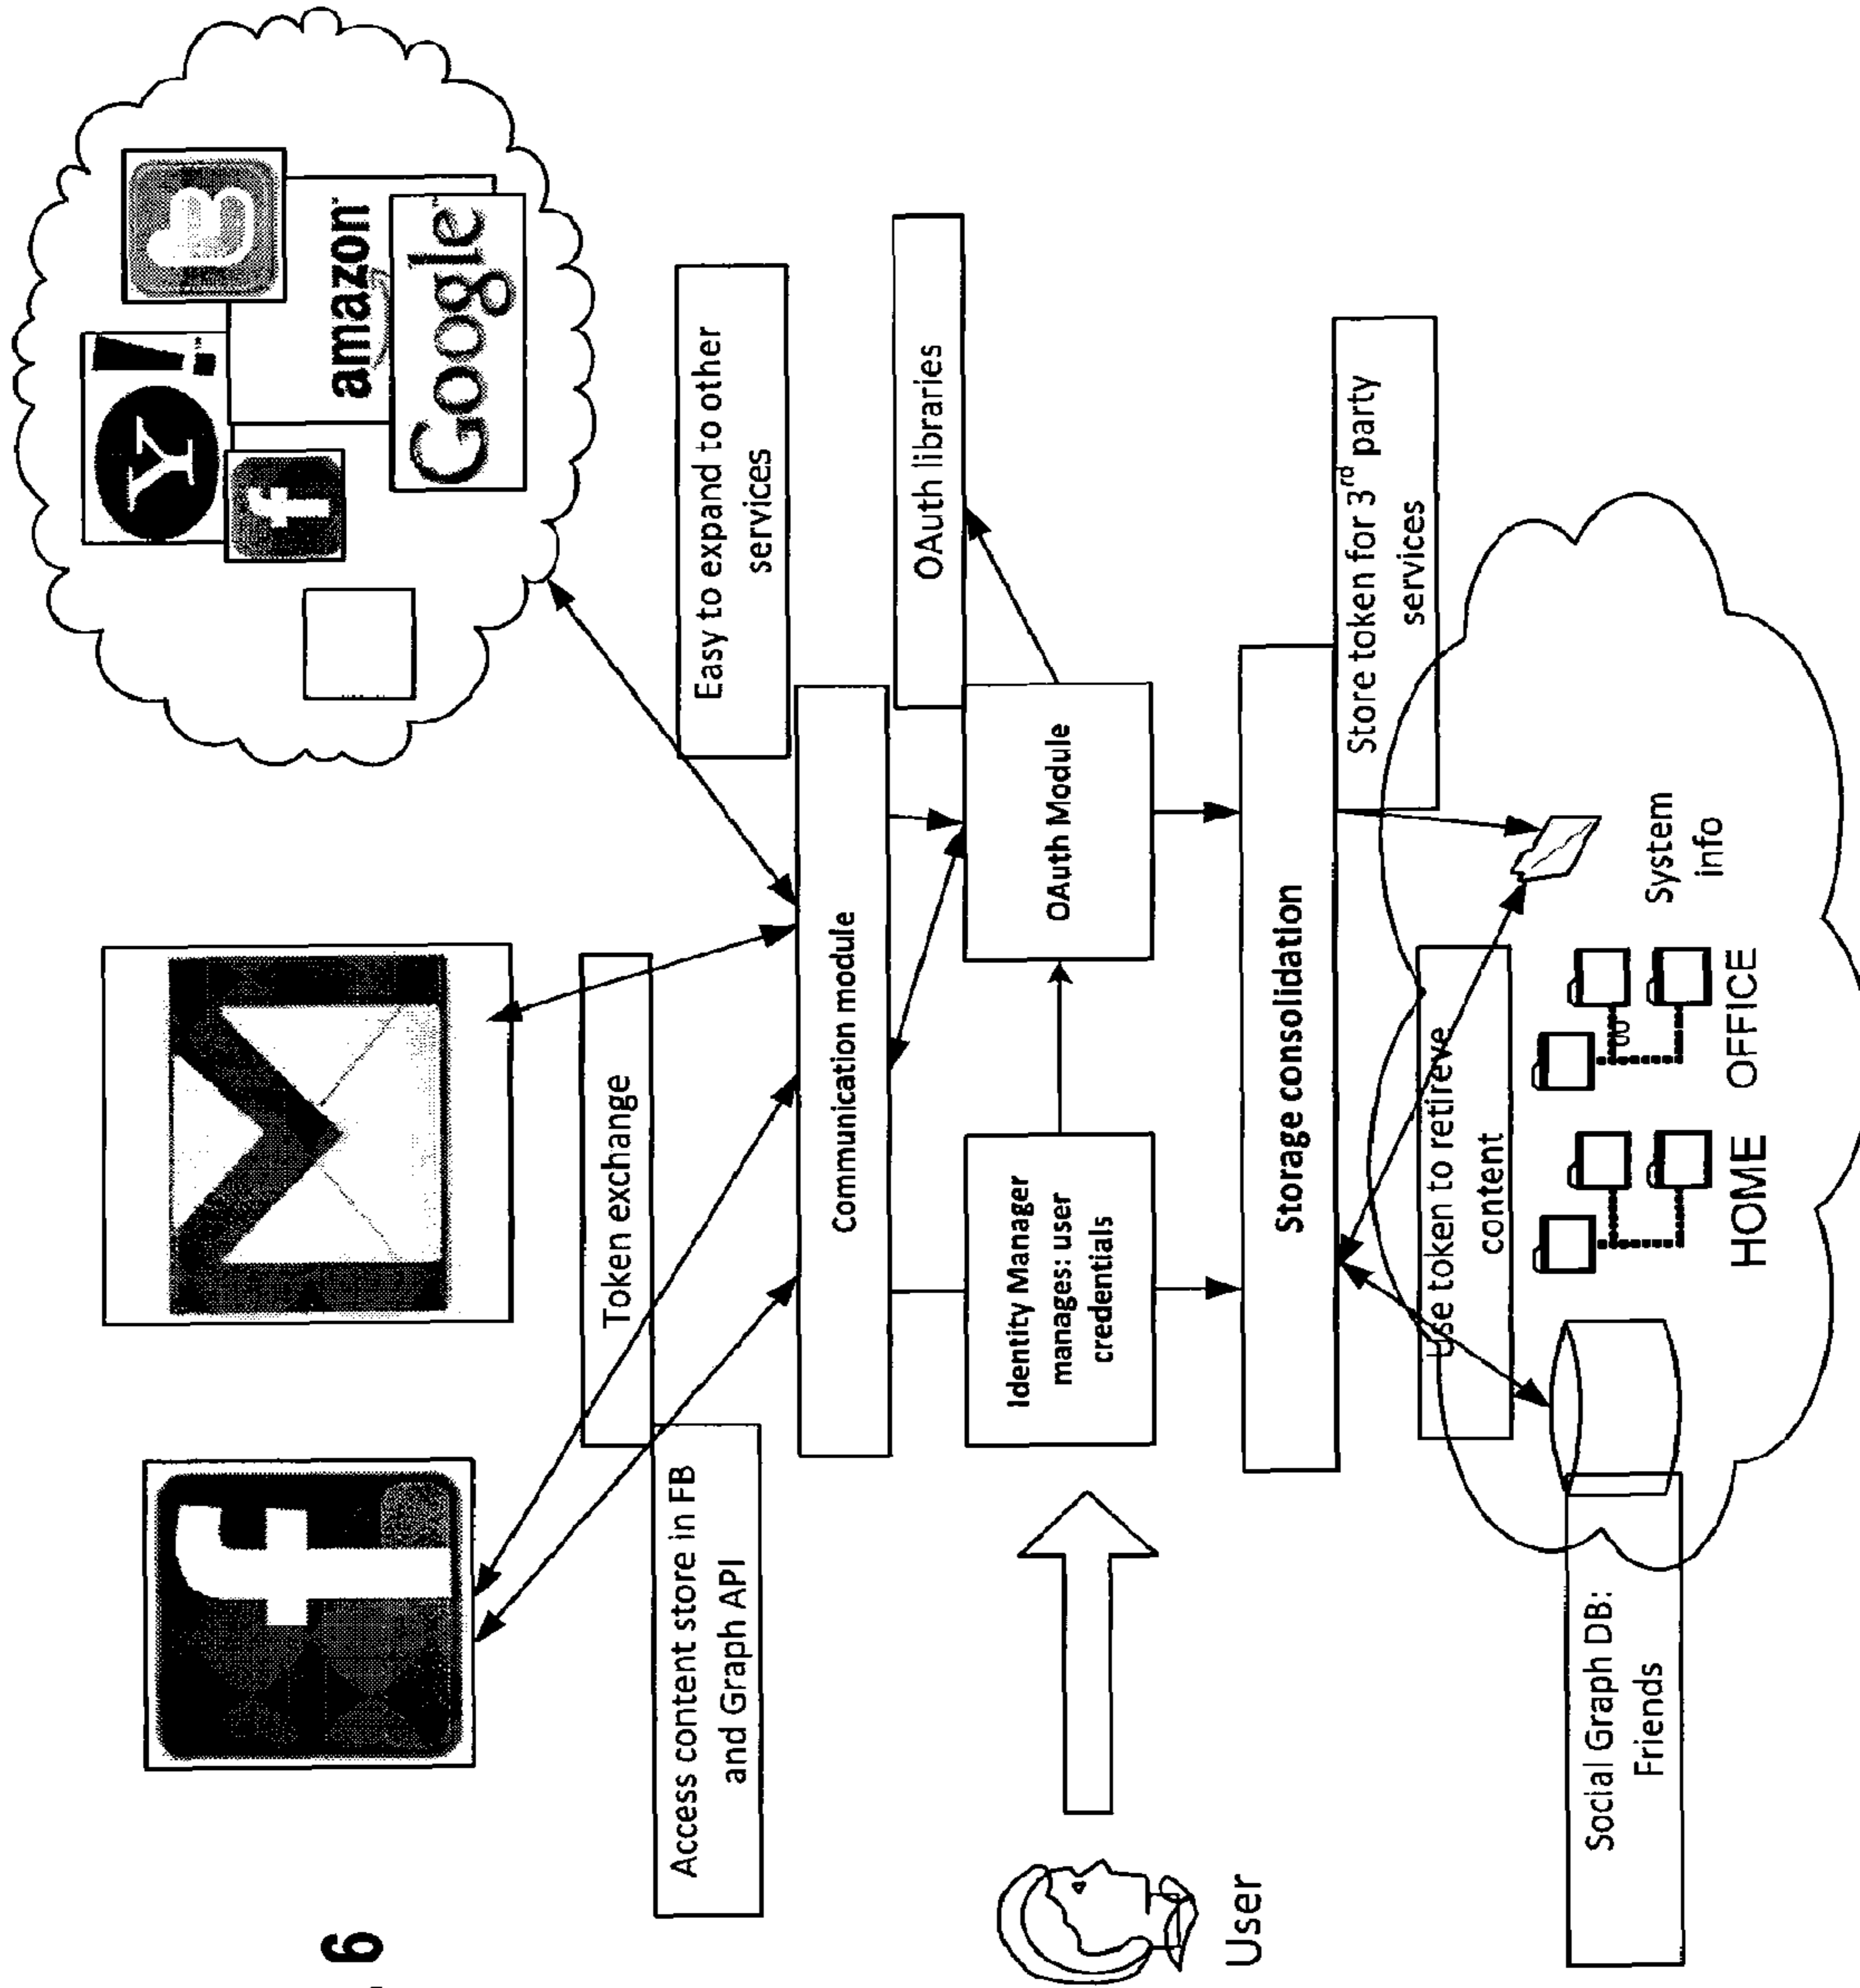 6
f
Y!
f
amazon
Google™
Access content store in FB
and Graph API
Token exchange
Easy to expand to other
services
Communication module
OAuth libraries
Identity Manager
manages: user
credentials
OAuth Module
User
Storage consolidation
Store token for 3rd party
services
Use token to retireve
content
Social Graph DB:
Friends
HOME
OFFICE
System
info